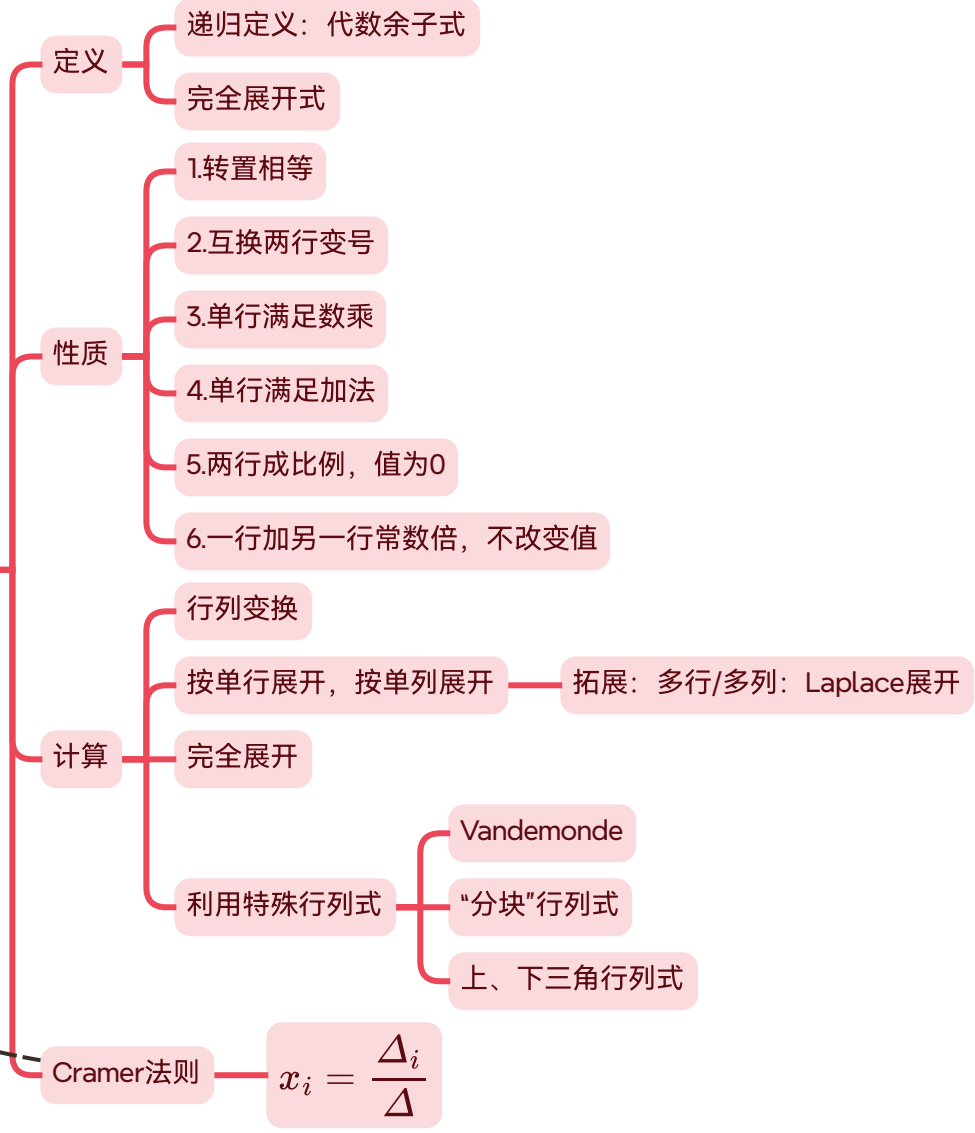 定义
递归定义：代数余子式
完全展开式
性质
1.转置相等
2.互换两行变号
3.单行满足数乘
4.单行满足加法
5.两行成比例，值为0
6.一行加另一行常数倍，不改变值
计算
行列变换
按单行展开，按单列展开
拓展：多行/多列：Laplace展开
完全展开
利用特殊行列式
Vandemonde
“分块”行列式
上、下三角行列式
Cramer法则
x_i = Δ_i / Δ